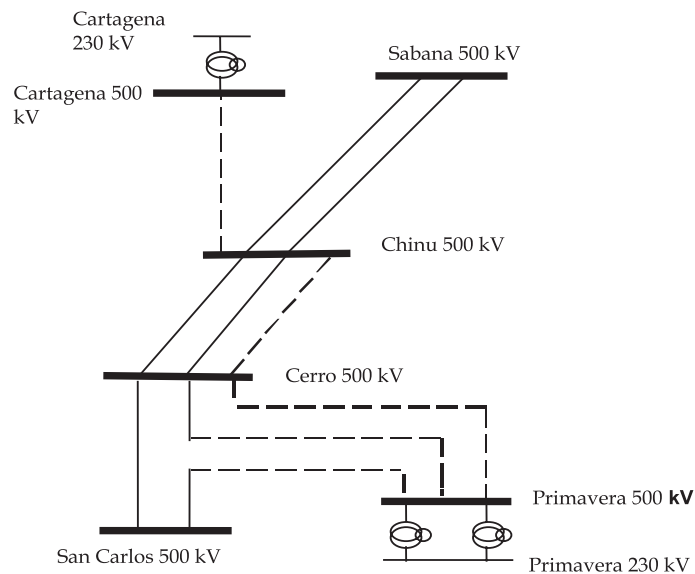 Cartagena
230 kV
Sabana 500 kV
Cartagena 500
kV
Chinu 500 kV
Cerro 500 kV
Primavera 500 kV
San Carlos 500 kV
Primavera 230 kV